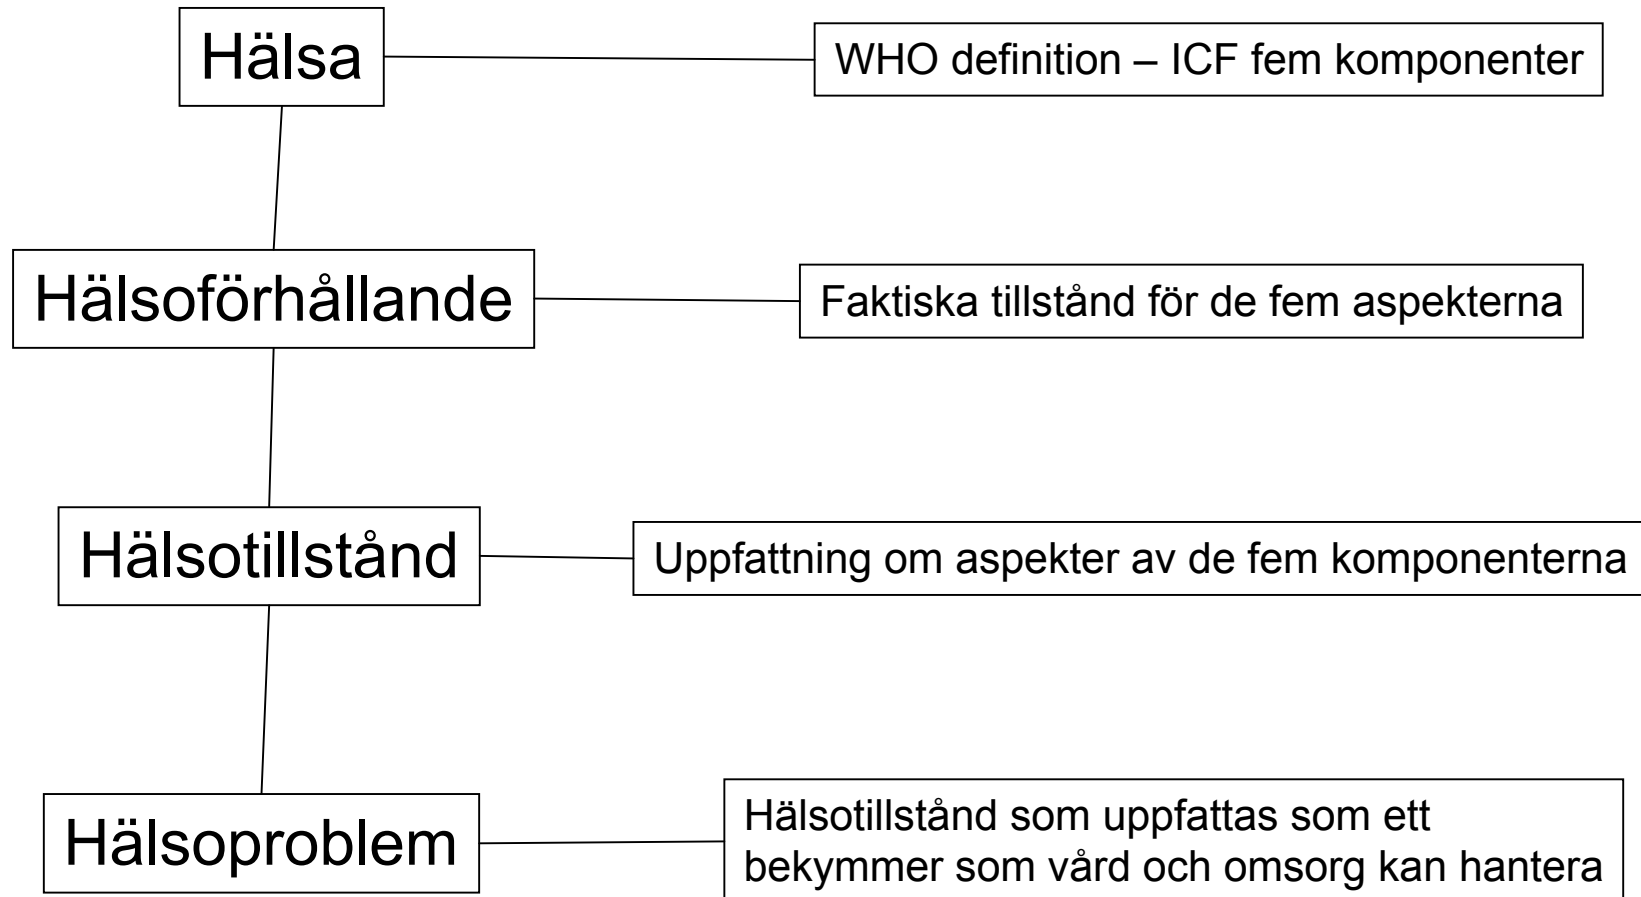 Hälsa
WHO definition – ICF fem komponenter
Hälsoförhållande
Faktiska tillstånd för de fem aspekterna
Hälsotillstånd
Uppfattning om aspekter av de fem komponenterna
Hälsoproblem
Hälsotillstånd som uppfattas som ett
bekymmer som vård och omsorg kan hantera